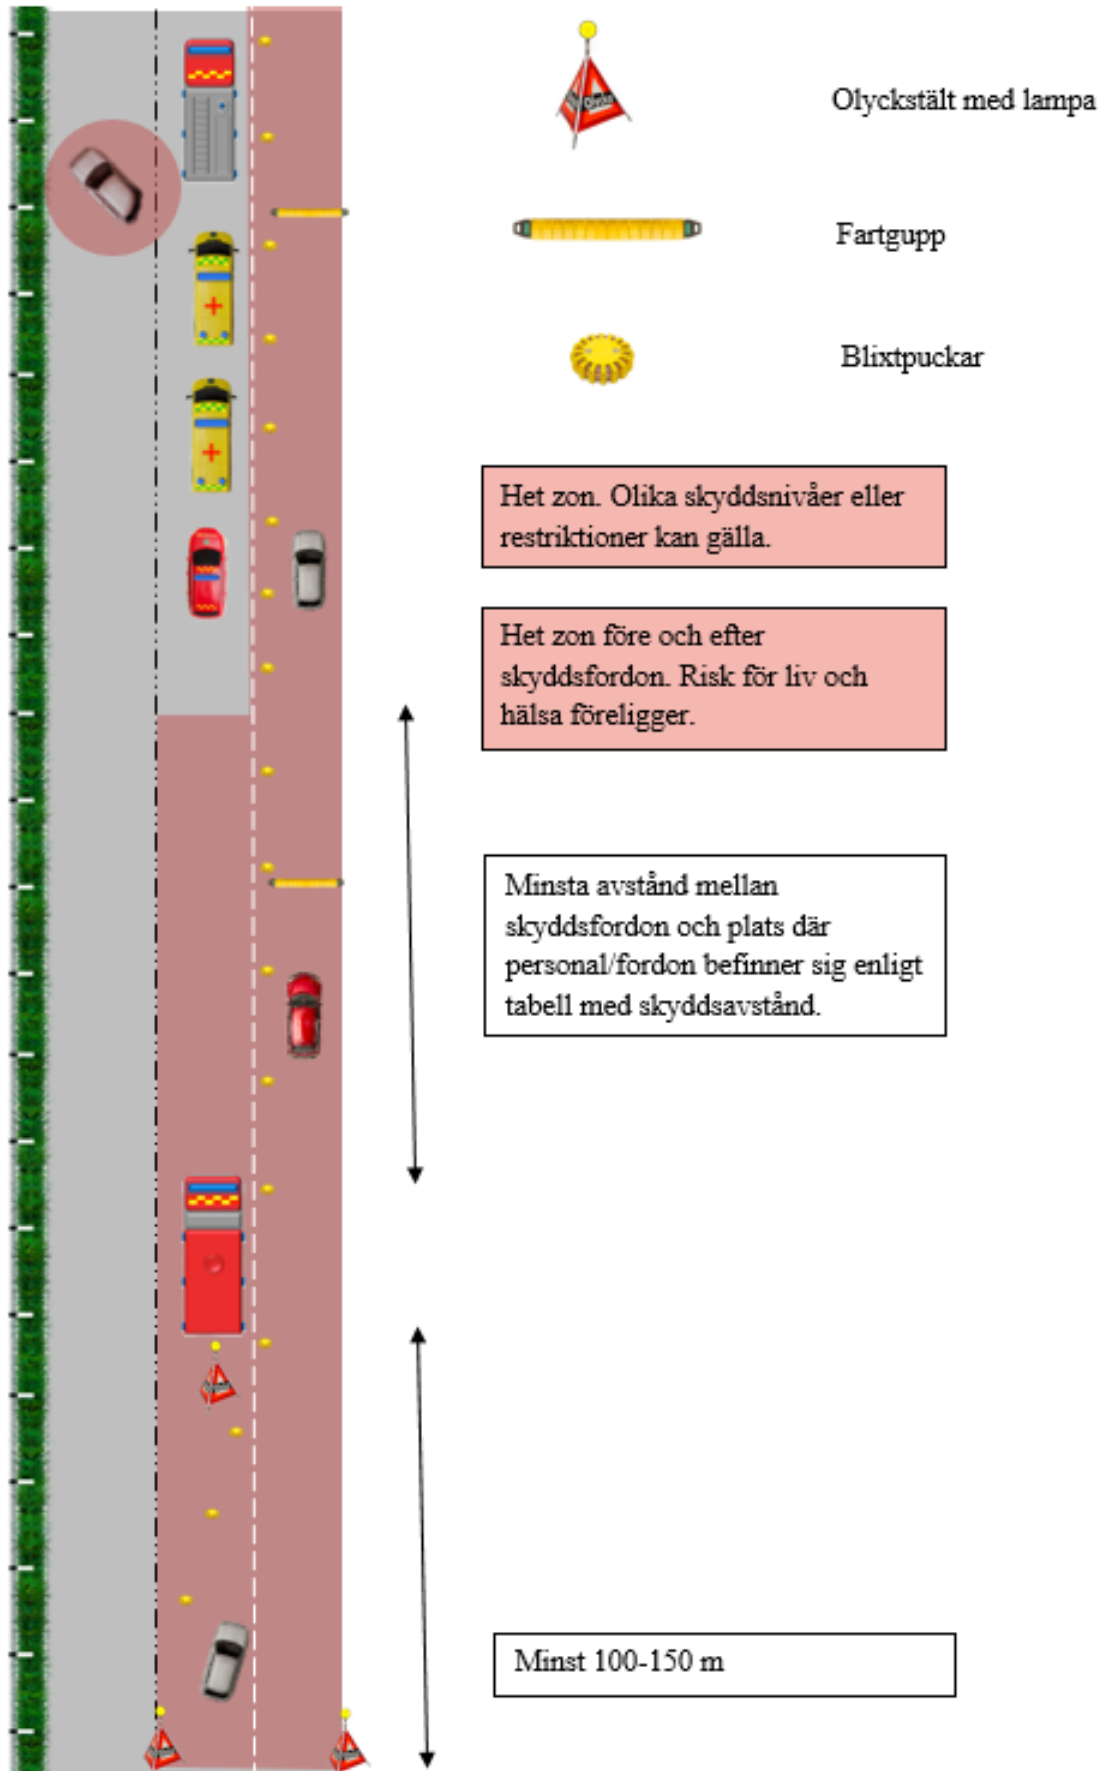 Olyckstält med lampa
Fartgupp
Blixtpuckar
Het zon. Olika skyddsnivåer eller
restriktioner kan gälla.
Het zon före och efter
skyddsfordon. Risk för liv och
hälsa föreligger.
Minsta avstånd mellan
skyddsfordon och plats där
personal/fordon befinner sig enligt
tabell med skyddsavstånd.
Minst 100-150 m